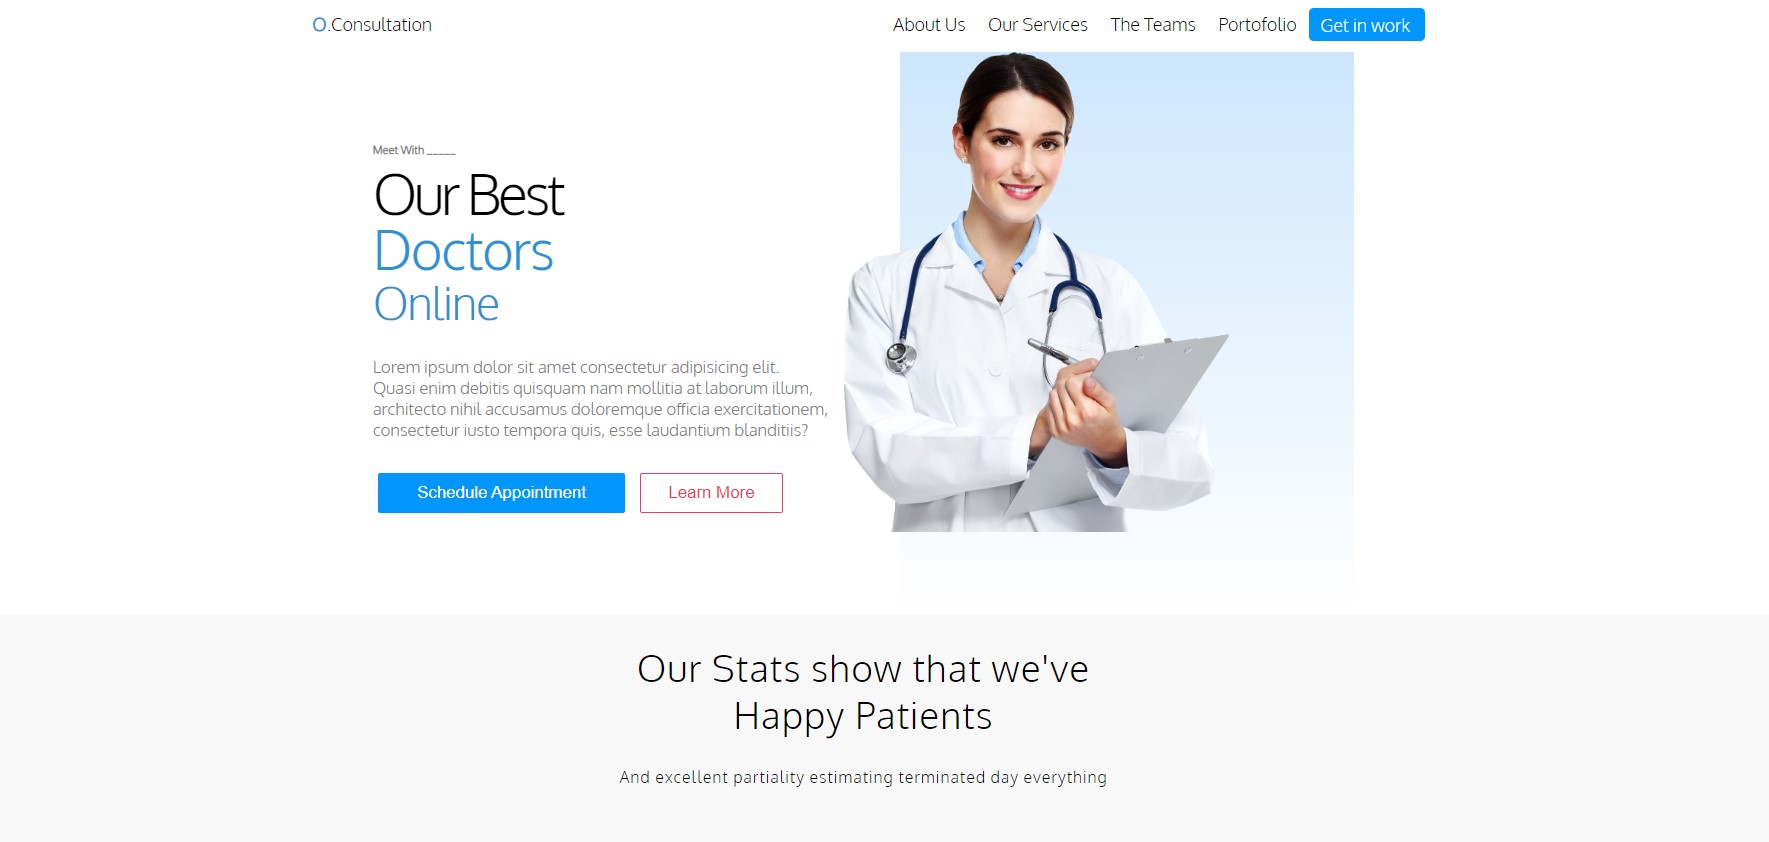 O.Consultation
About Us
Our Services
The Teams
Portofolio
Get in work
Meet With _____
Our Best
Doctors
Online
Lorem ipsum dolor sit amet consectetur adipisicing elit.
Quasi enim debitis quisquam nam mollitia at laborum illum,
architecto nihil accusamus doloremque officia exercitationem,
consectetur iusto tempora quis, esse laudantium blanditiis?
Schedule Appointment
Learn More
Our Stats show that we've
Happy Patients
And excellent partiality estimating terminated day everything